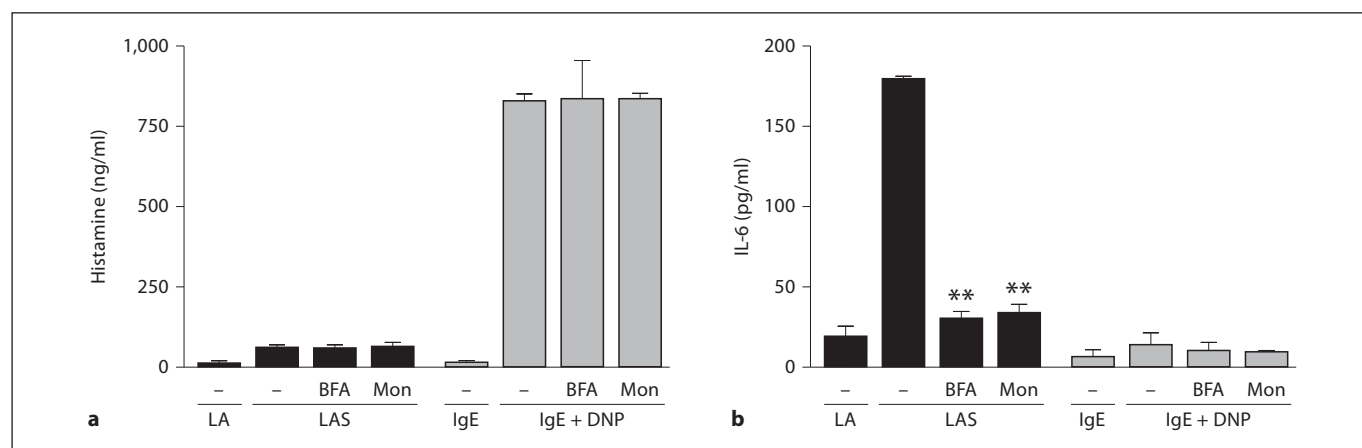 1,000
750
500
250
0
Histamine (ng/ml)
– – BFA Mon – – BFA Mon
LA LAS IgE IgE + DNP
a
200
150
100
50
0
IL-6 (pg/ml)
** **
– – BFA Mon – – BFA Mon
LA LAS IgE IgE + DNP
b